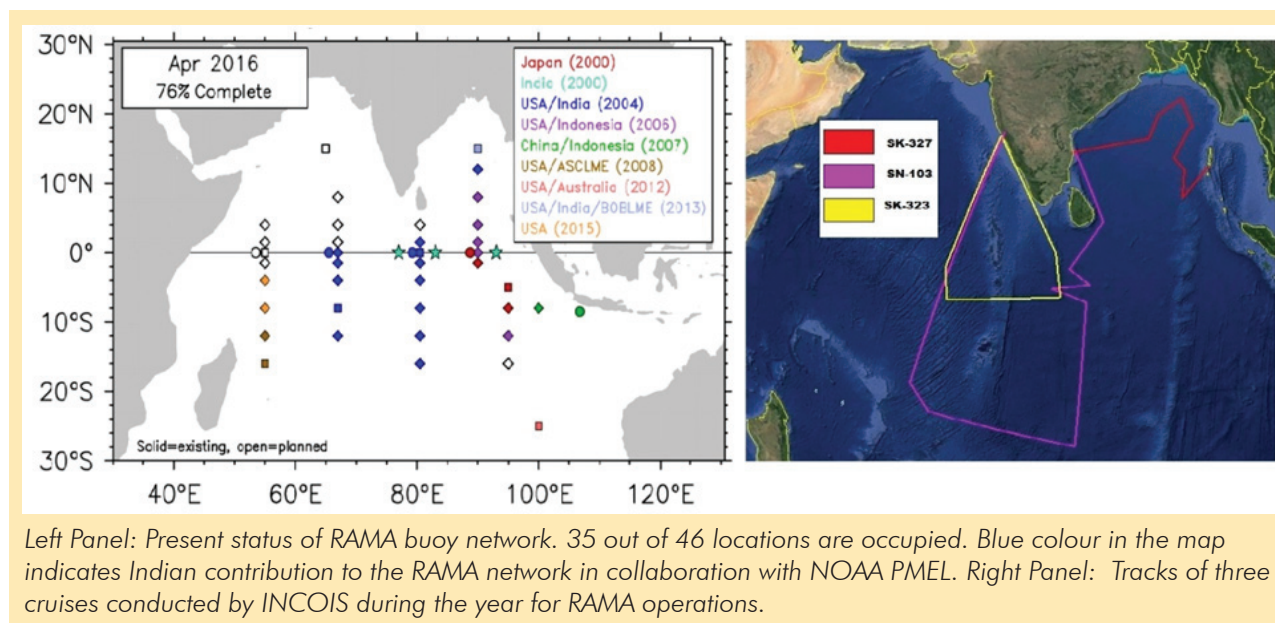 30°N
20°N
10°N
0°
10°S
20°S
30°S
Apr 2016
76% Complete
Japan (2000)
India (2000)
USA/India (2004)
USA/Indonesia (2006)
China/Indonesia (2007)
USA/ASCLME (2008)
USA/Australia (2012)
USA/India/BOBLME (2013)
USA (2015)
Solid=existing, open=planned
40°E 60°E 80°E 100°E 120°E
SK-327
SN-103
SK-323
Left Panel: Present status of RAMA buoy network. 35 out of 46 locations are occupied. Blue colour in the map
indicates Indian contribution to the RAMA network in collaboration with NOAA PMEL. Right Panel: Tracks of three
cruises conducted by INCOIS during the year for RAMA operations.